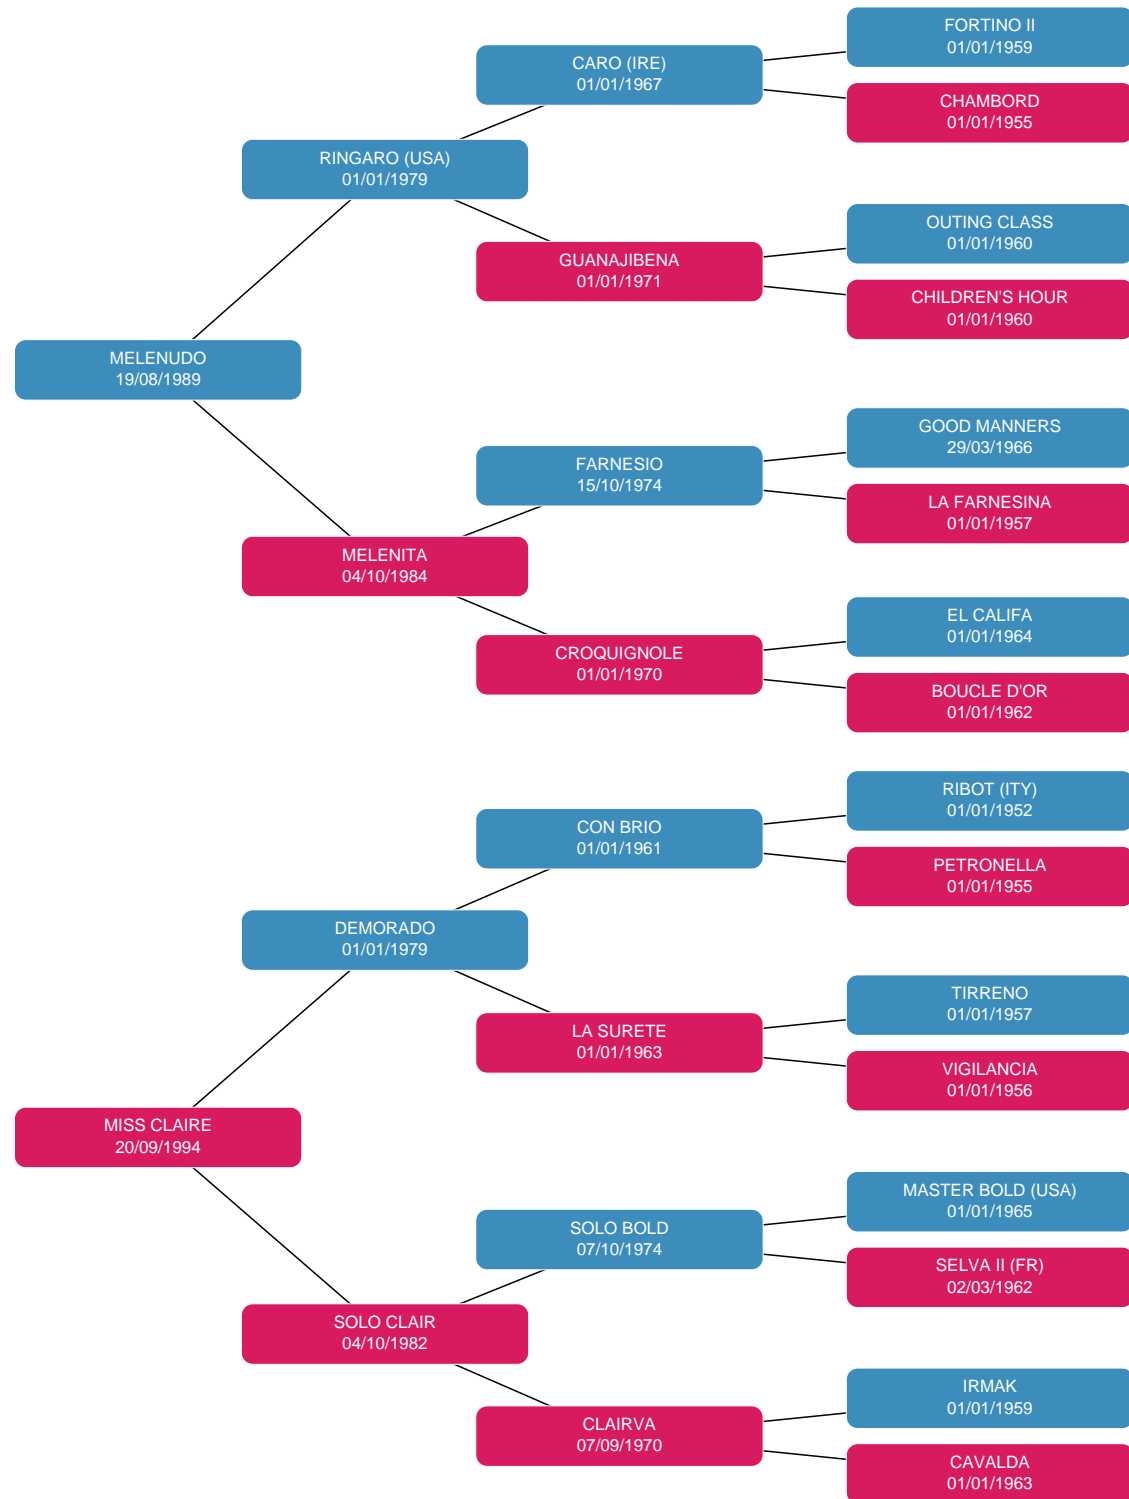 FORTINO II
01/01/1959
CARO (IRE)
01/01/1967
CHAMBORD
01/01/1955
RINGARO (USA)
01/01/1979
OUTING CLASS
01/01/1960
GUANAJIBENA
01/01/1971
CHILDREN'S HOUR
01/01/1960
MELENUDO
19/08/1989
GOOD MANNERS
29/03/1966
FARNESIO
15/10/1974
LA FARNESINA
01/01/1957
MELENITA
04/10/1984
EL CALIFA
01/01/1964
CROQUIGNOLE
01/01/1970
BOUCLE D'OR
01/01/1962
RIBOT (ITY)
01/01/1952
CON BRIO
01/01/1961
PETRONELLA
01/01/1955
DEMORADO
01/01/1979
TIRRENO
01/01/1957
LA SURETE
01/01/1963
VIGILANCIA
01/01/1956
MISS CLAIRE
20/09/1994
MASTER BOLD (USA)
01/01/1965
SOLO BOLD
07/10/1974
SELVA II (FR)
02/03/1962
SOLO CLAIR
04/10/1982
IRMAK
01/01/1959
CLAIRVA
07/09/1970
CAVALDA
01/01/1963